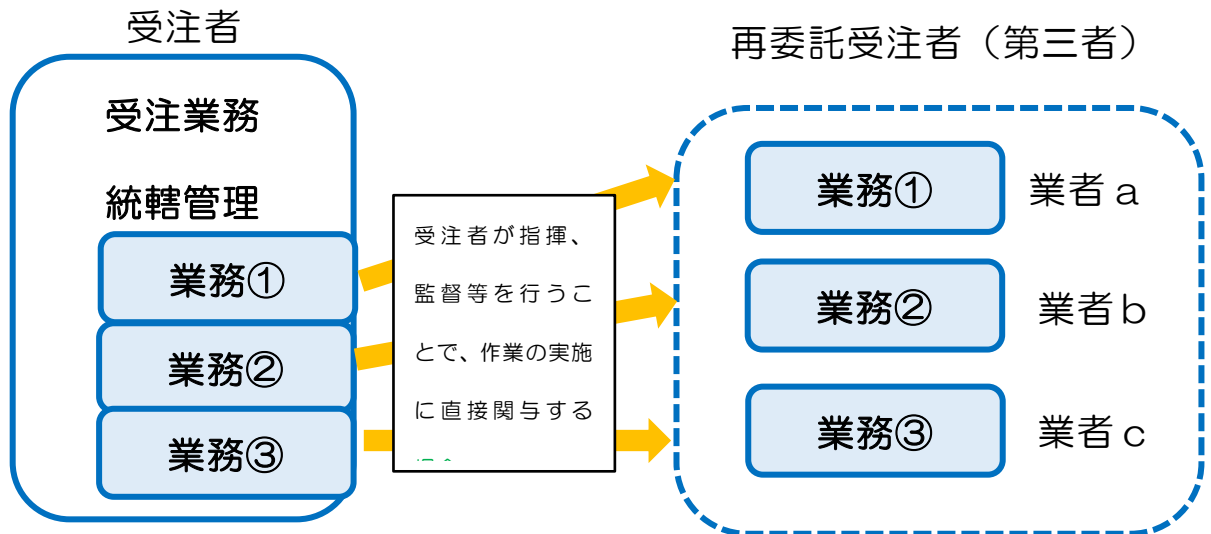 受注者
受注業務
統轄管理
業務①
業務②
業務③
受注者が指揮、
監督等を行うこ
とで、作業の実施
に直接関与する
再委託受注者（第三者）
業務① 業者a
業務② 業者b
業務③ 業者c